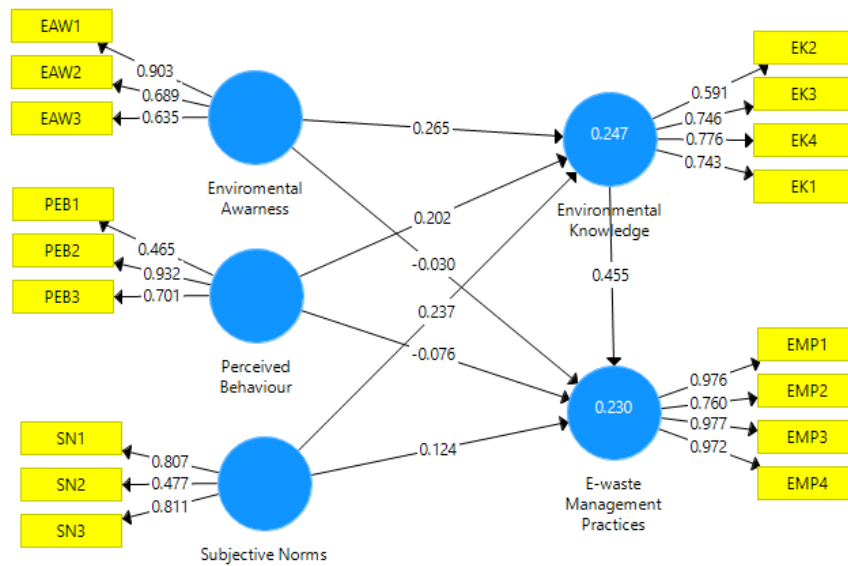 EAW1
EAW2
EAW3
0.903
0.689
0.635
Enviromental
Awarness
PEB1
PEB2
PEB3
0.465
0.932
0.701
Perceived
Behaviour
SN1
SN2
SN3
0.807
0.477
0.811
Subjective Norms
0.265
0.202
-0.030
0.237
-0.076
0.124
0.247
Environmental
Knowledge
0.455
0.591
0.746
0.776
0.743
EK2
EK3
EK4
EK1
0.230
E-waste
Management
Practices
0.976
0.760
0.977
0.972
EMP1
EMP2
EMP3
EMP4